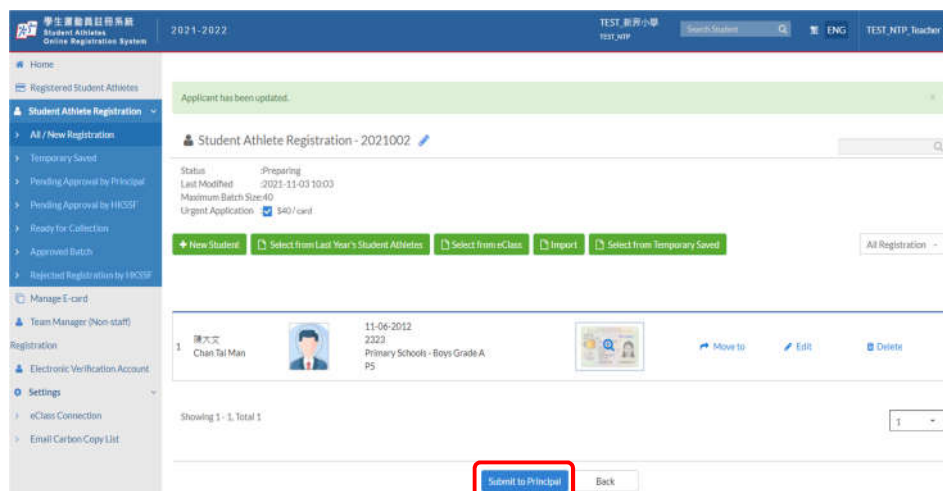 學生運動員註冊系統
Student Athletes
Online Registration System
2021-2022
TEST_新界小學
TEST_NTP
Search Student
繁 ENG
TEST_NTP_Teacher
Home
Registered Student Athletes
Student Athlete Registration
All / New Registration
Temporary Saved
Pending Approval by Principal
Pending Approval by HKSSF
Ready for Collection
Approved Batch
Rejected Registration by HKSSF
Manage E-card
Team Manager (Non-staff)
Registration
Electronic Verification Account
Settings
eClass Connection
Email Carbon Copy List
Applicant has been updated.
×
Student Athlete Registration - 2021002
Status :Preparing
Last Modified :2021-11-03 10:03
Maximum Batch Size:40
Urgent Application : $40 / card
+ New Student
Select from Last Year's Student Athletes
Select from eClass
Import
Select from Temporary Saved
All Registration
1
陳大文
Chan Tai Man
11-06-2012
2323
Primary Schools - Boys Grade A
P5
Move to
Edit
Delete
Showing 1 - 1, Total 1
1
Submit to Principal
Back